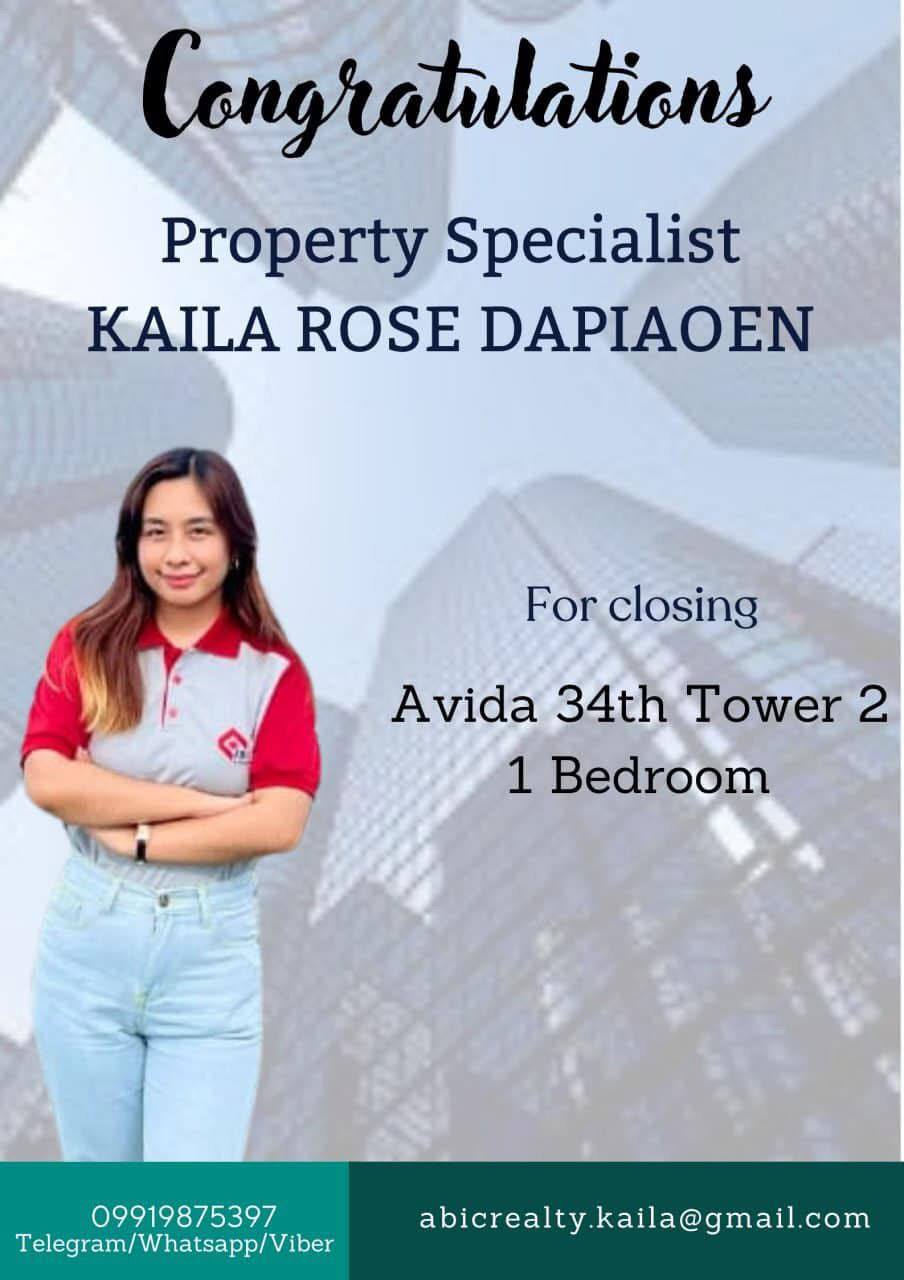 Congratulations
Property Specialist
KAILA ROSE DAPIAOEN
For closing
Avida 34th Tower 2
1 Bedroom
09919875397
Telegram/Whatsapp/Viber
abicrealty.kaila@gmail.com